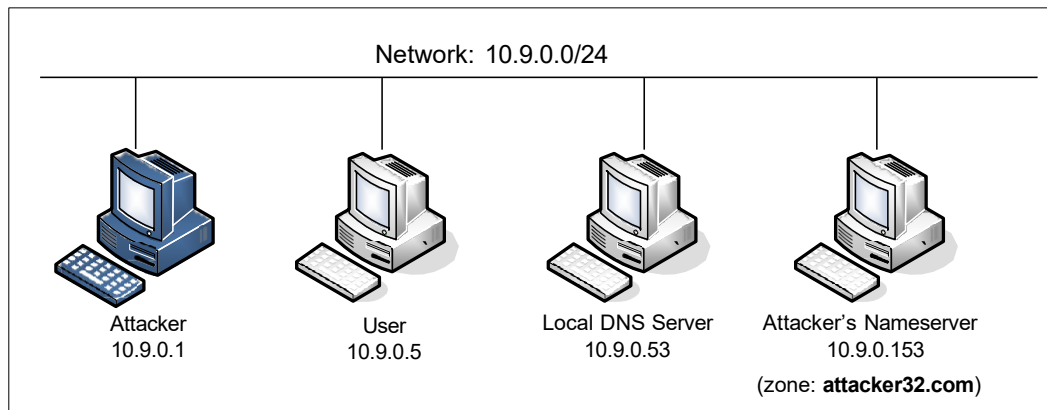 Network: 10.9.0.0/24
Attacker
10.9.0.1
User
10.9.0.5
Local DNS Server
10.9.0.53
Attacker's Nameserver
10.9.0.153
(zone: attacker32.com)